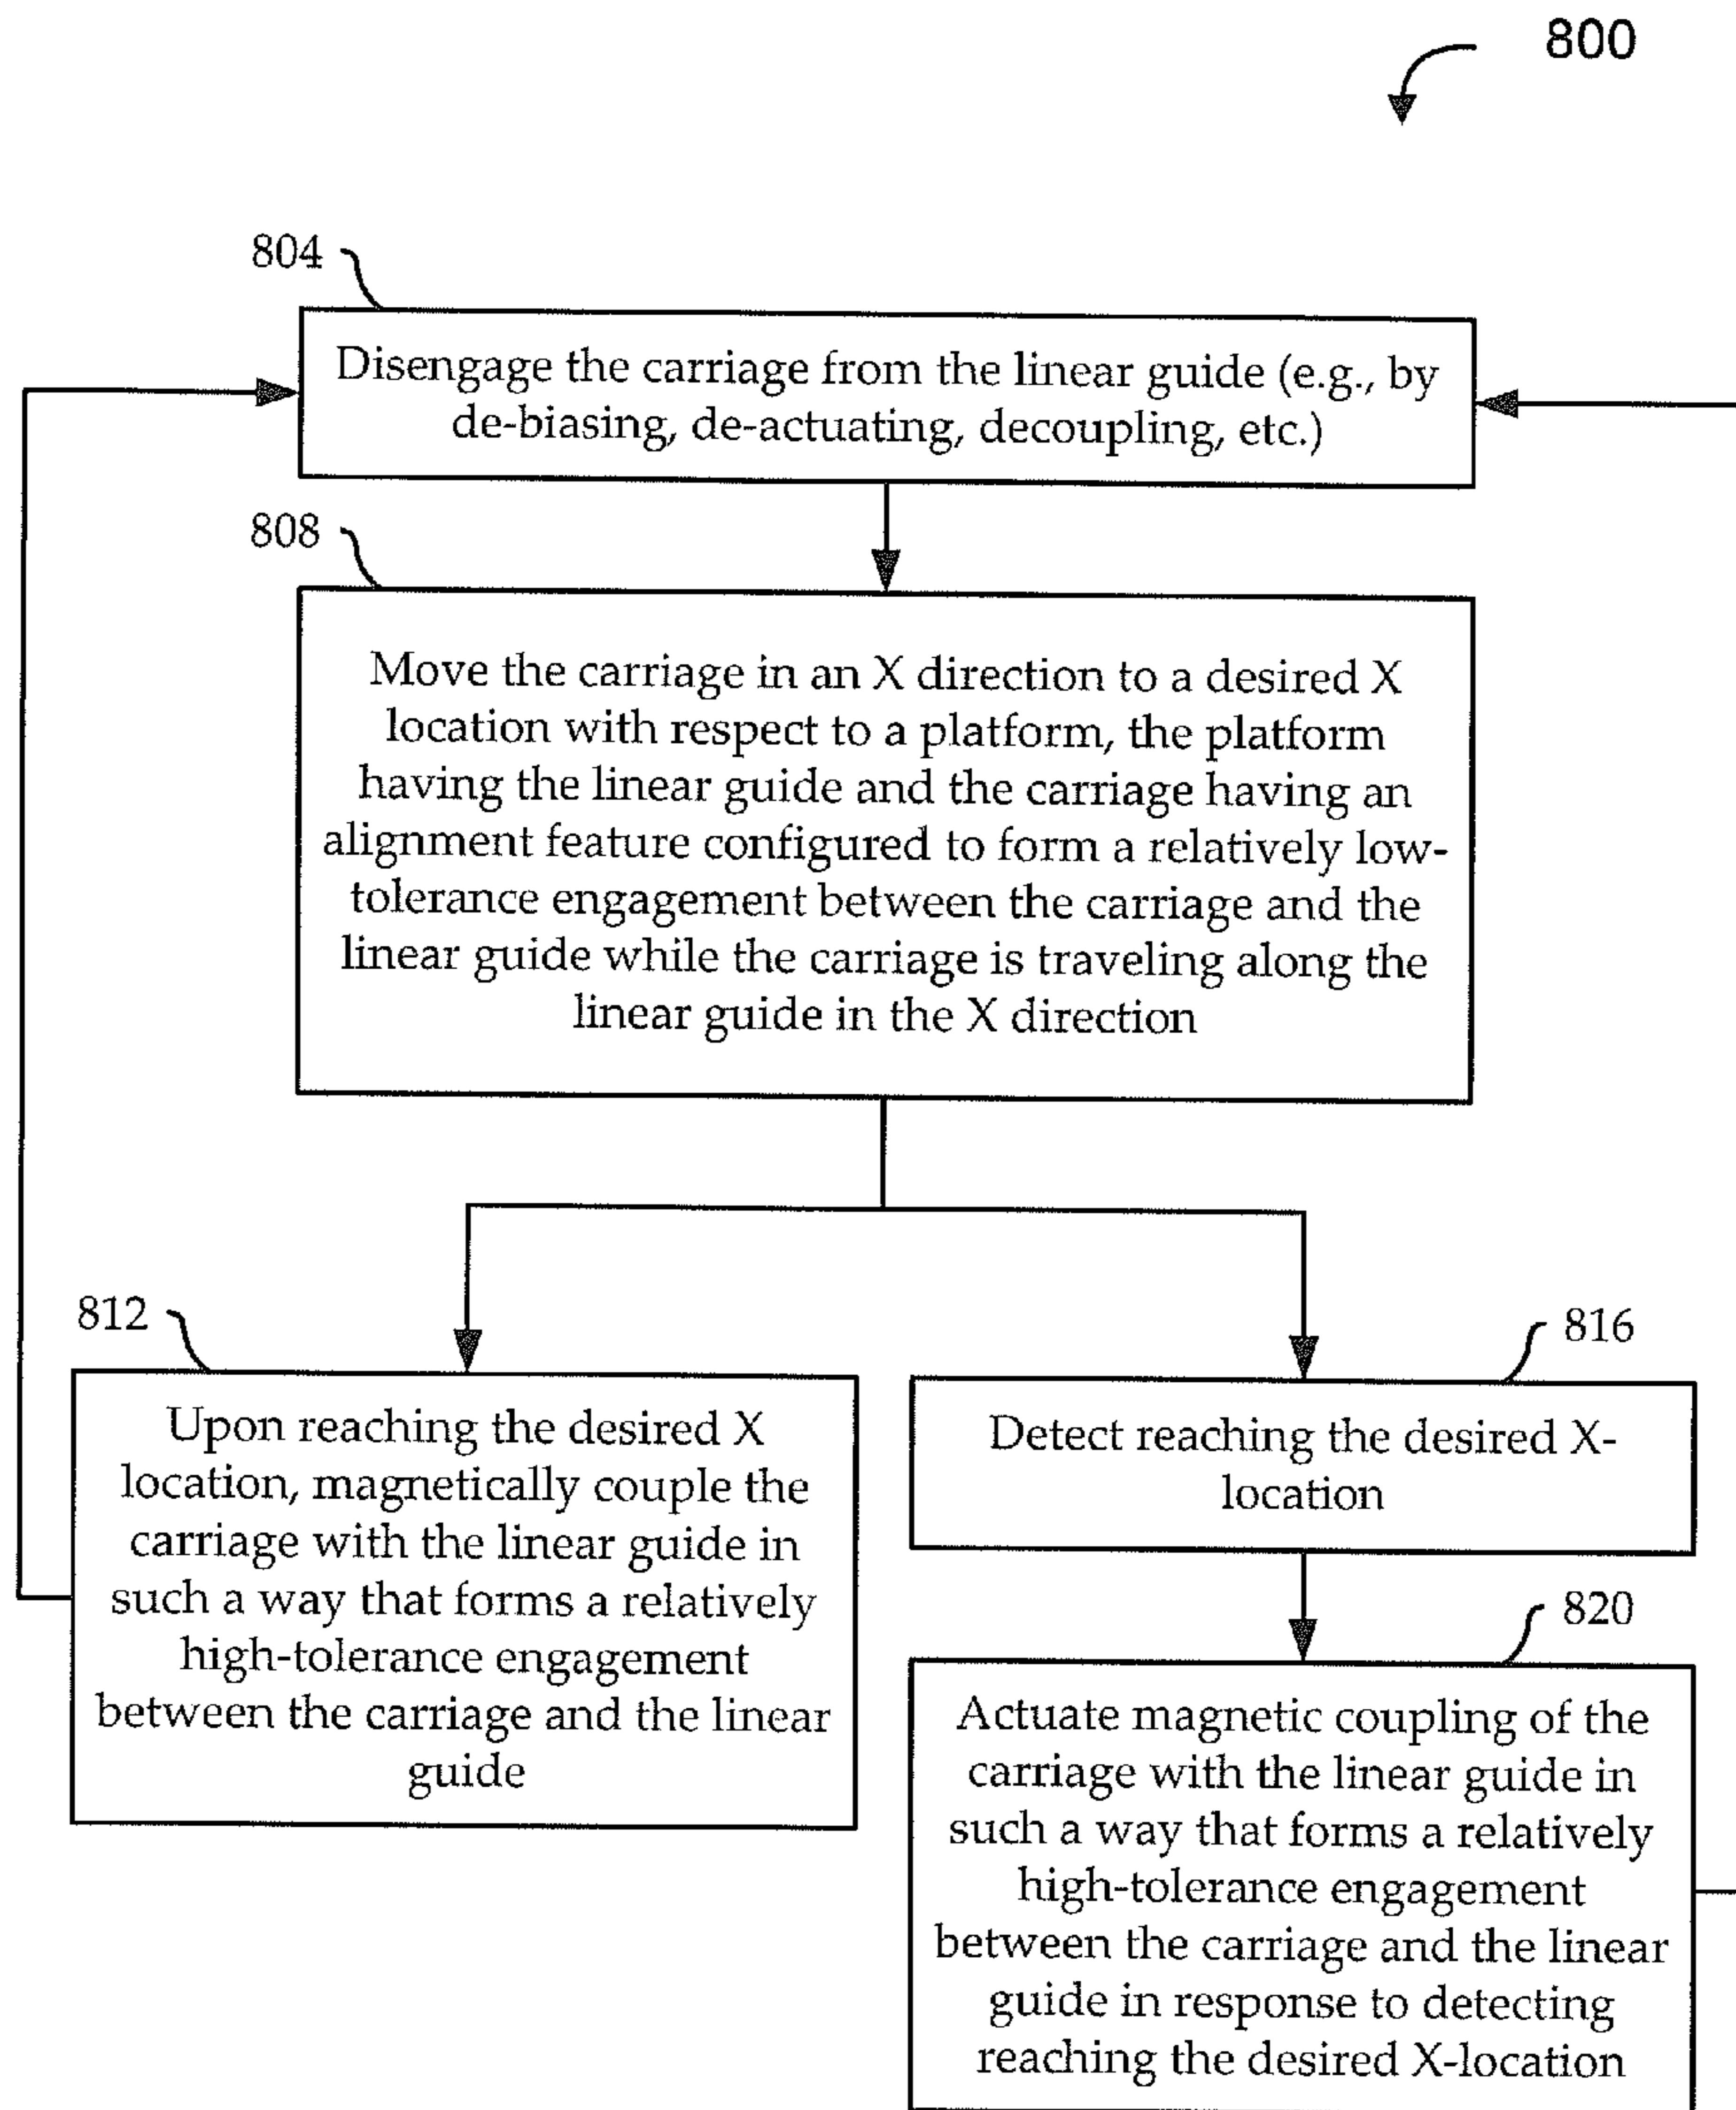 800
804
Disengage the carriage from the linear guide (e.g., by
de-biasing, de-actuating, decoupling, etc.)
808
Move the carriage in an X direction to a desired X
location with respect to a platform, the platform
having the linear guide and the carriage having an
alignment feature configured to form a relatively low-
tolerance engagement between the carriage and the
linear guide while the carriage is traveling along the
linear guide in the X direction
812
Upon reaching the desired X
location, magnetically couple the
carriage with the linear guide in
such a way that forms a relatively
high-tolerance engagement
between the carriage and the linear
guide
816
Detect reaching the desired X-
location
820
Actuate magnetic coupling of the
carriage with the linear guide in
such a way that forms a relatively
high-tolerance engagement
between the carriage and the linear
guide in response to detecting
reaching the desired X-location